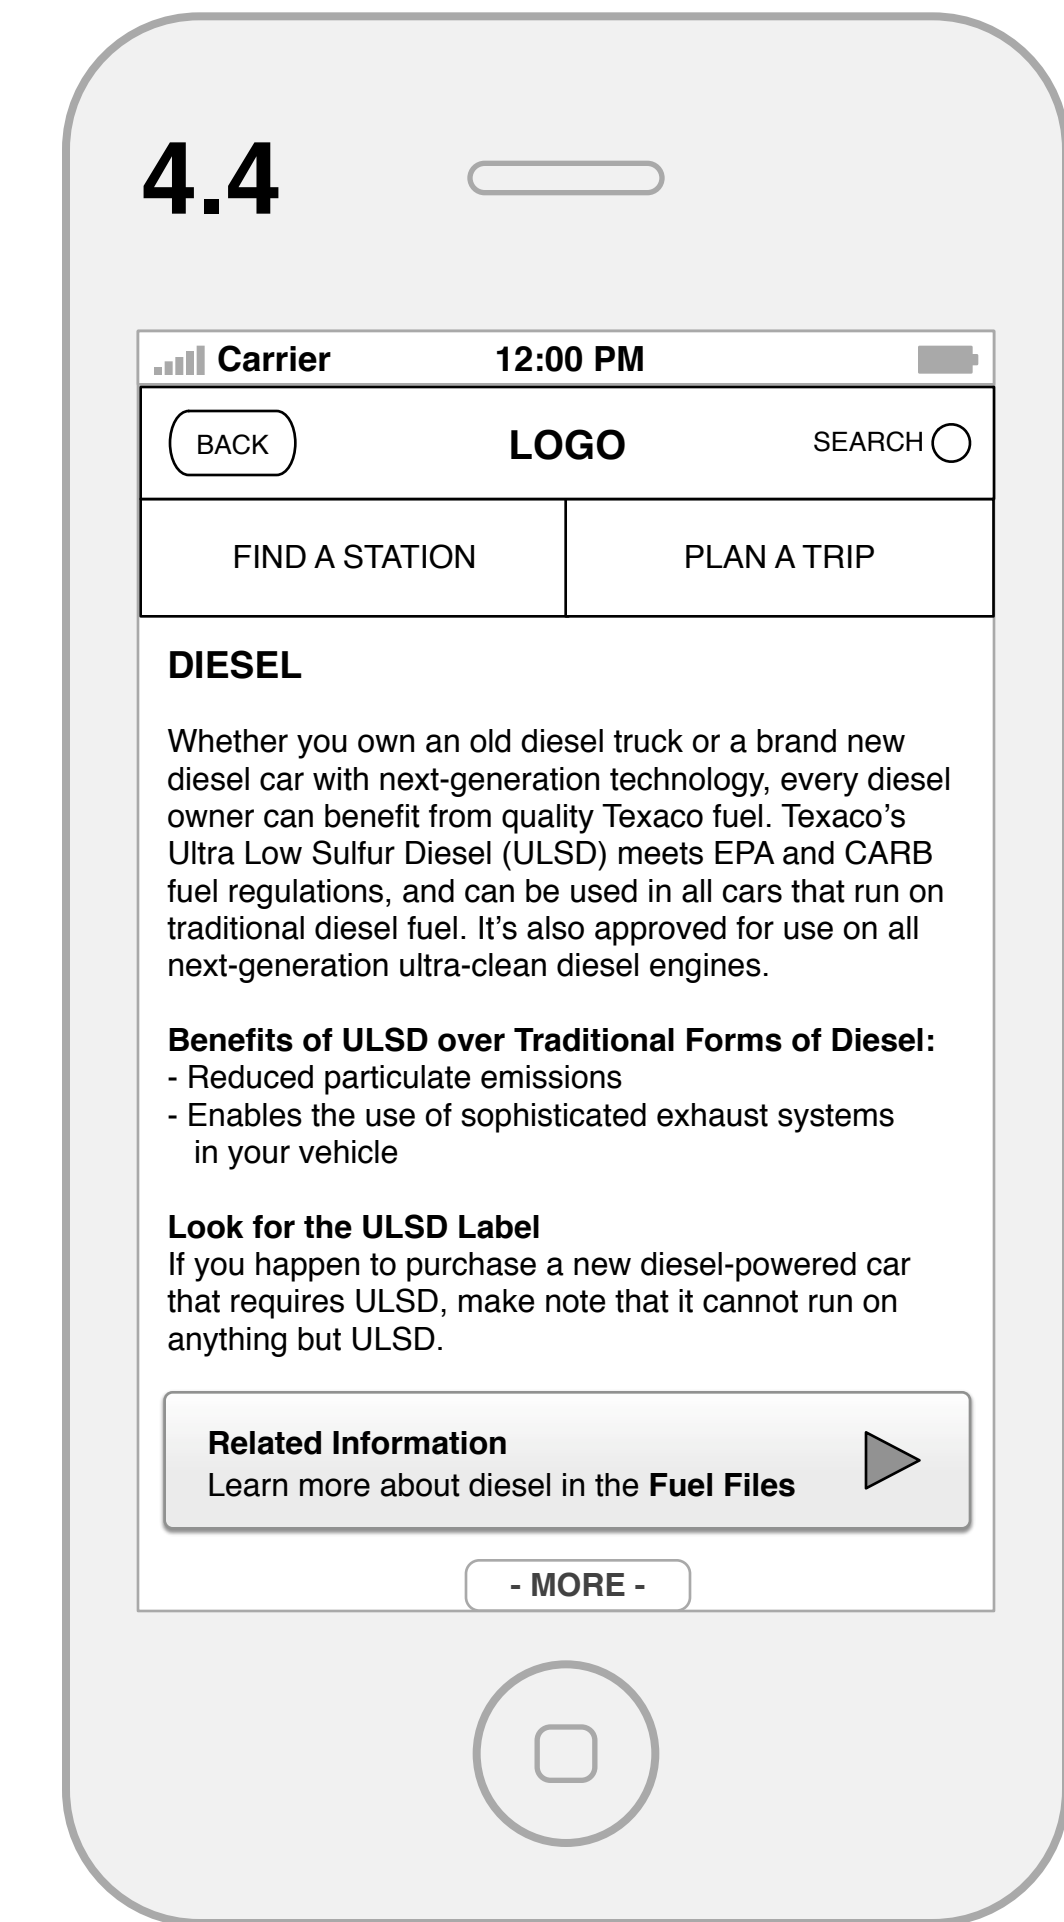 4.4
Carrier 12:00 PM
BACK LOGO SEARCH
FIND A STATION PLAN A TRIP
DIESEL
Whether you own an old diesel truck or a brand new
diesel car with next-generation technology, every diesel
owner can benefit from quality Texaco fuel. Texaco’s
Ultra Low Sulfur Diesel (ULSD) meets EPA and CARB
fuel regulations, and can be used in all cars that run on
traditional diesel fuel. It’s also approved for use on all
next-generation ultra-clean diesel engines.
Benefits of ULSD over Traditional Forms of Diesel:
- Reduced particulate emissions
- Enables the use of sophisticated exhaust systems
in your vehicle
Look for the ULSD Label
If you happen to purchase a new diesel-powered car
that requires ULSD, make note that it cannot run on
anything but ULSD.
Related Information
Learn more about diesel in the Fuel Files
- MORE -